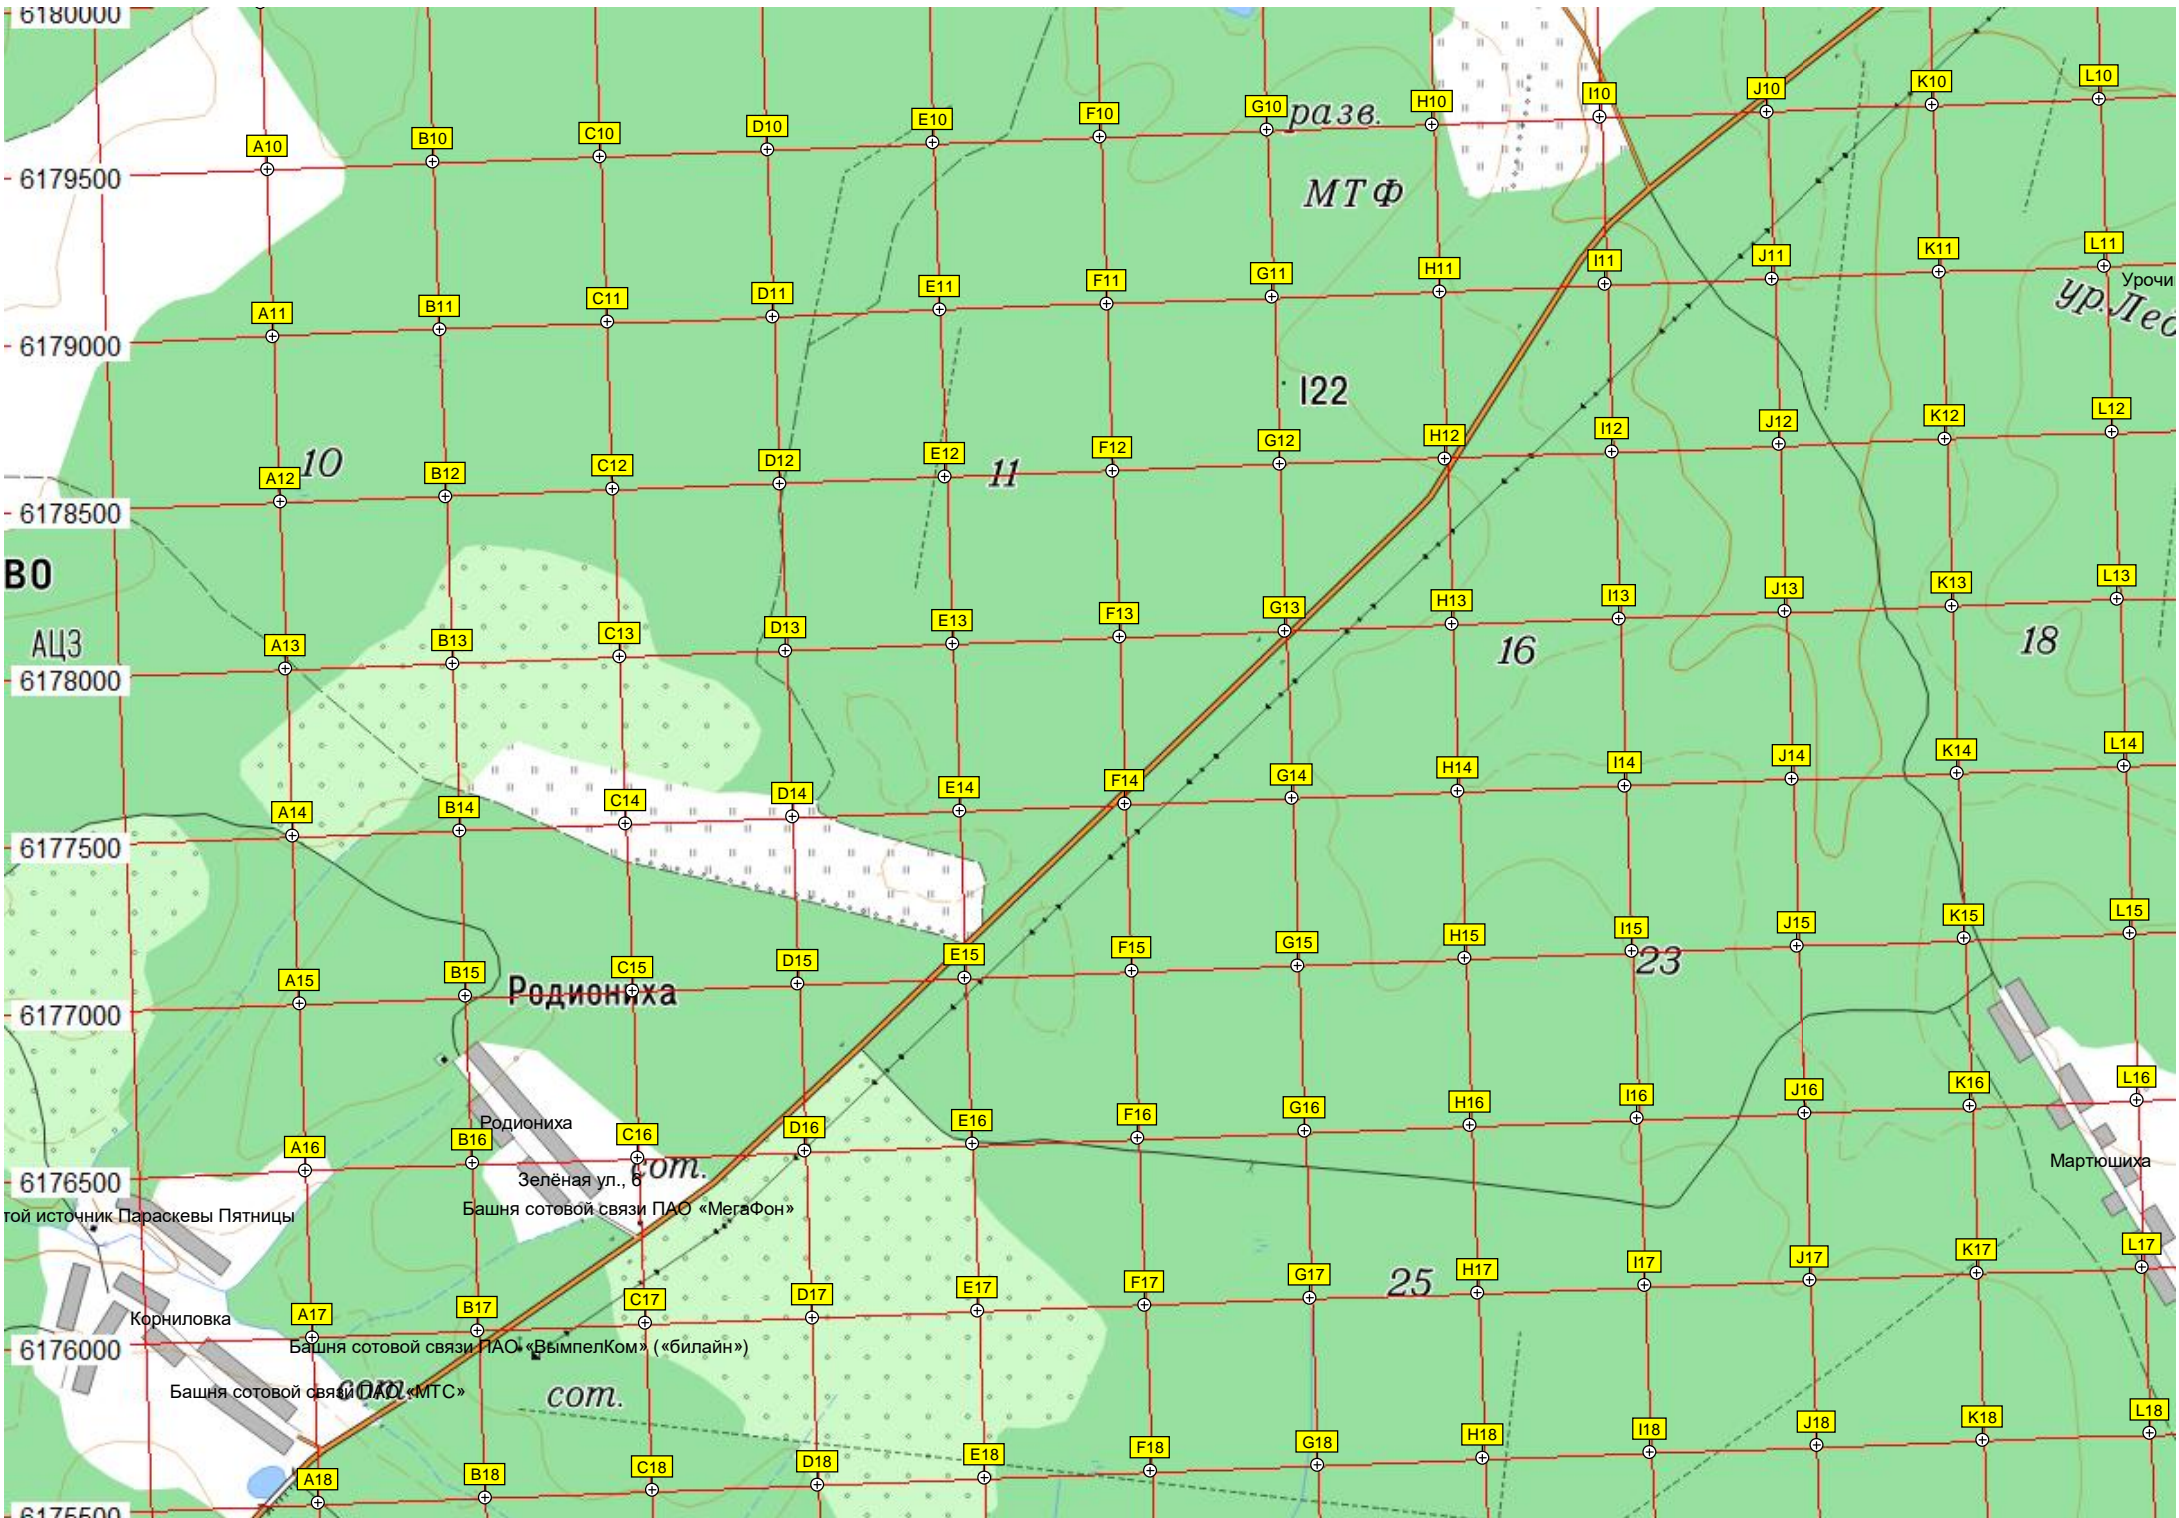 6180000
A10 B10 C10 D10 E10 F10 G10 H10 I10 J10 K10 L10
разв.
6179500
МТФ
A11 B11 C11 D11 E11 F11 G11 H11 I11 J11 K11 L11
Урочи
ур.Лед
6179000
122
A12 B12 C12 D12 E12 F12 G12 H12 I12 J12 K12 L12
10
11
6178500
ВО
A13 B13 C13 D13 E13 F13 G13 H13 I13 J13 K13 L13
АЦЗ
16
18
6178000
A14 B14 C14 D14 E14 F14 G14 H14 I14 J14 K14 L14
6177500
A15 B15 C15 D15 E15 F15 G15 H15 I15 J15 K15 L15
23
Родиониха
6177000
A16 B16 C16 D16 E16 F16 G16 H16 I16 J16 K16 L16
Родиониха
Мартюшиха
сот.
Зелёная ул., 6
6176500
Башня сотовой связи ПАО «МегаФон»
той источник Параскевы Пятницы
A17 B17 C17 D17 E17 F17 G17 H17 I17 J17 K17 L17
25
Корниловка
6176000
Башня сотовой связи ПАО «ВымпелКом» («билайн»)
Башня сотовой связи ПАО «МТС»
сот.
сот.
A18 B18 C18 D18 E18 F18 G18 H18 I18 J18 K18 L18
6175500